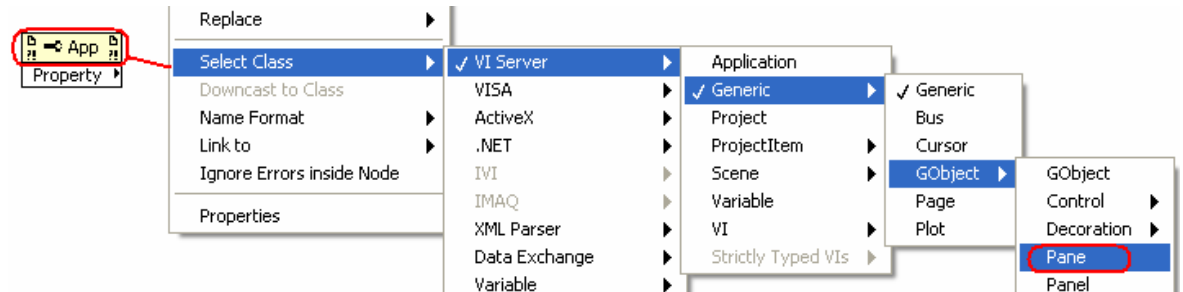 App
Property
Replace
Select Class
Downcast to Class
Name Format
Link to
Ignore Errors inside Node
Properties
VI Server
VISA
ActiveX
.NET
IVI
IMAQ
XML Parser
Data Exchange
Variable
Application
Generic
Project
ProjectItem
Scene
Variable
VI
Strictly Typed VIs
Generic
Bus
Cursor
GObject
Page
Plot
GObject
Control
Decoration
Pane
Panel